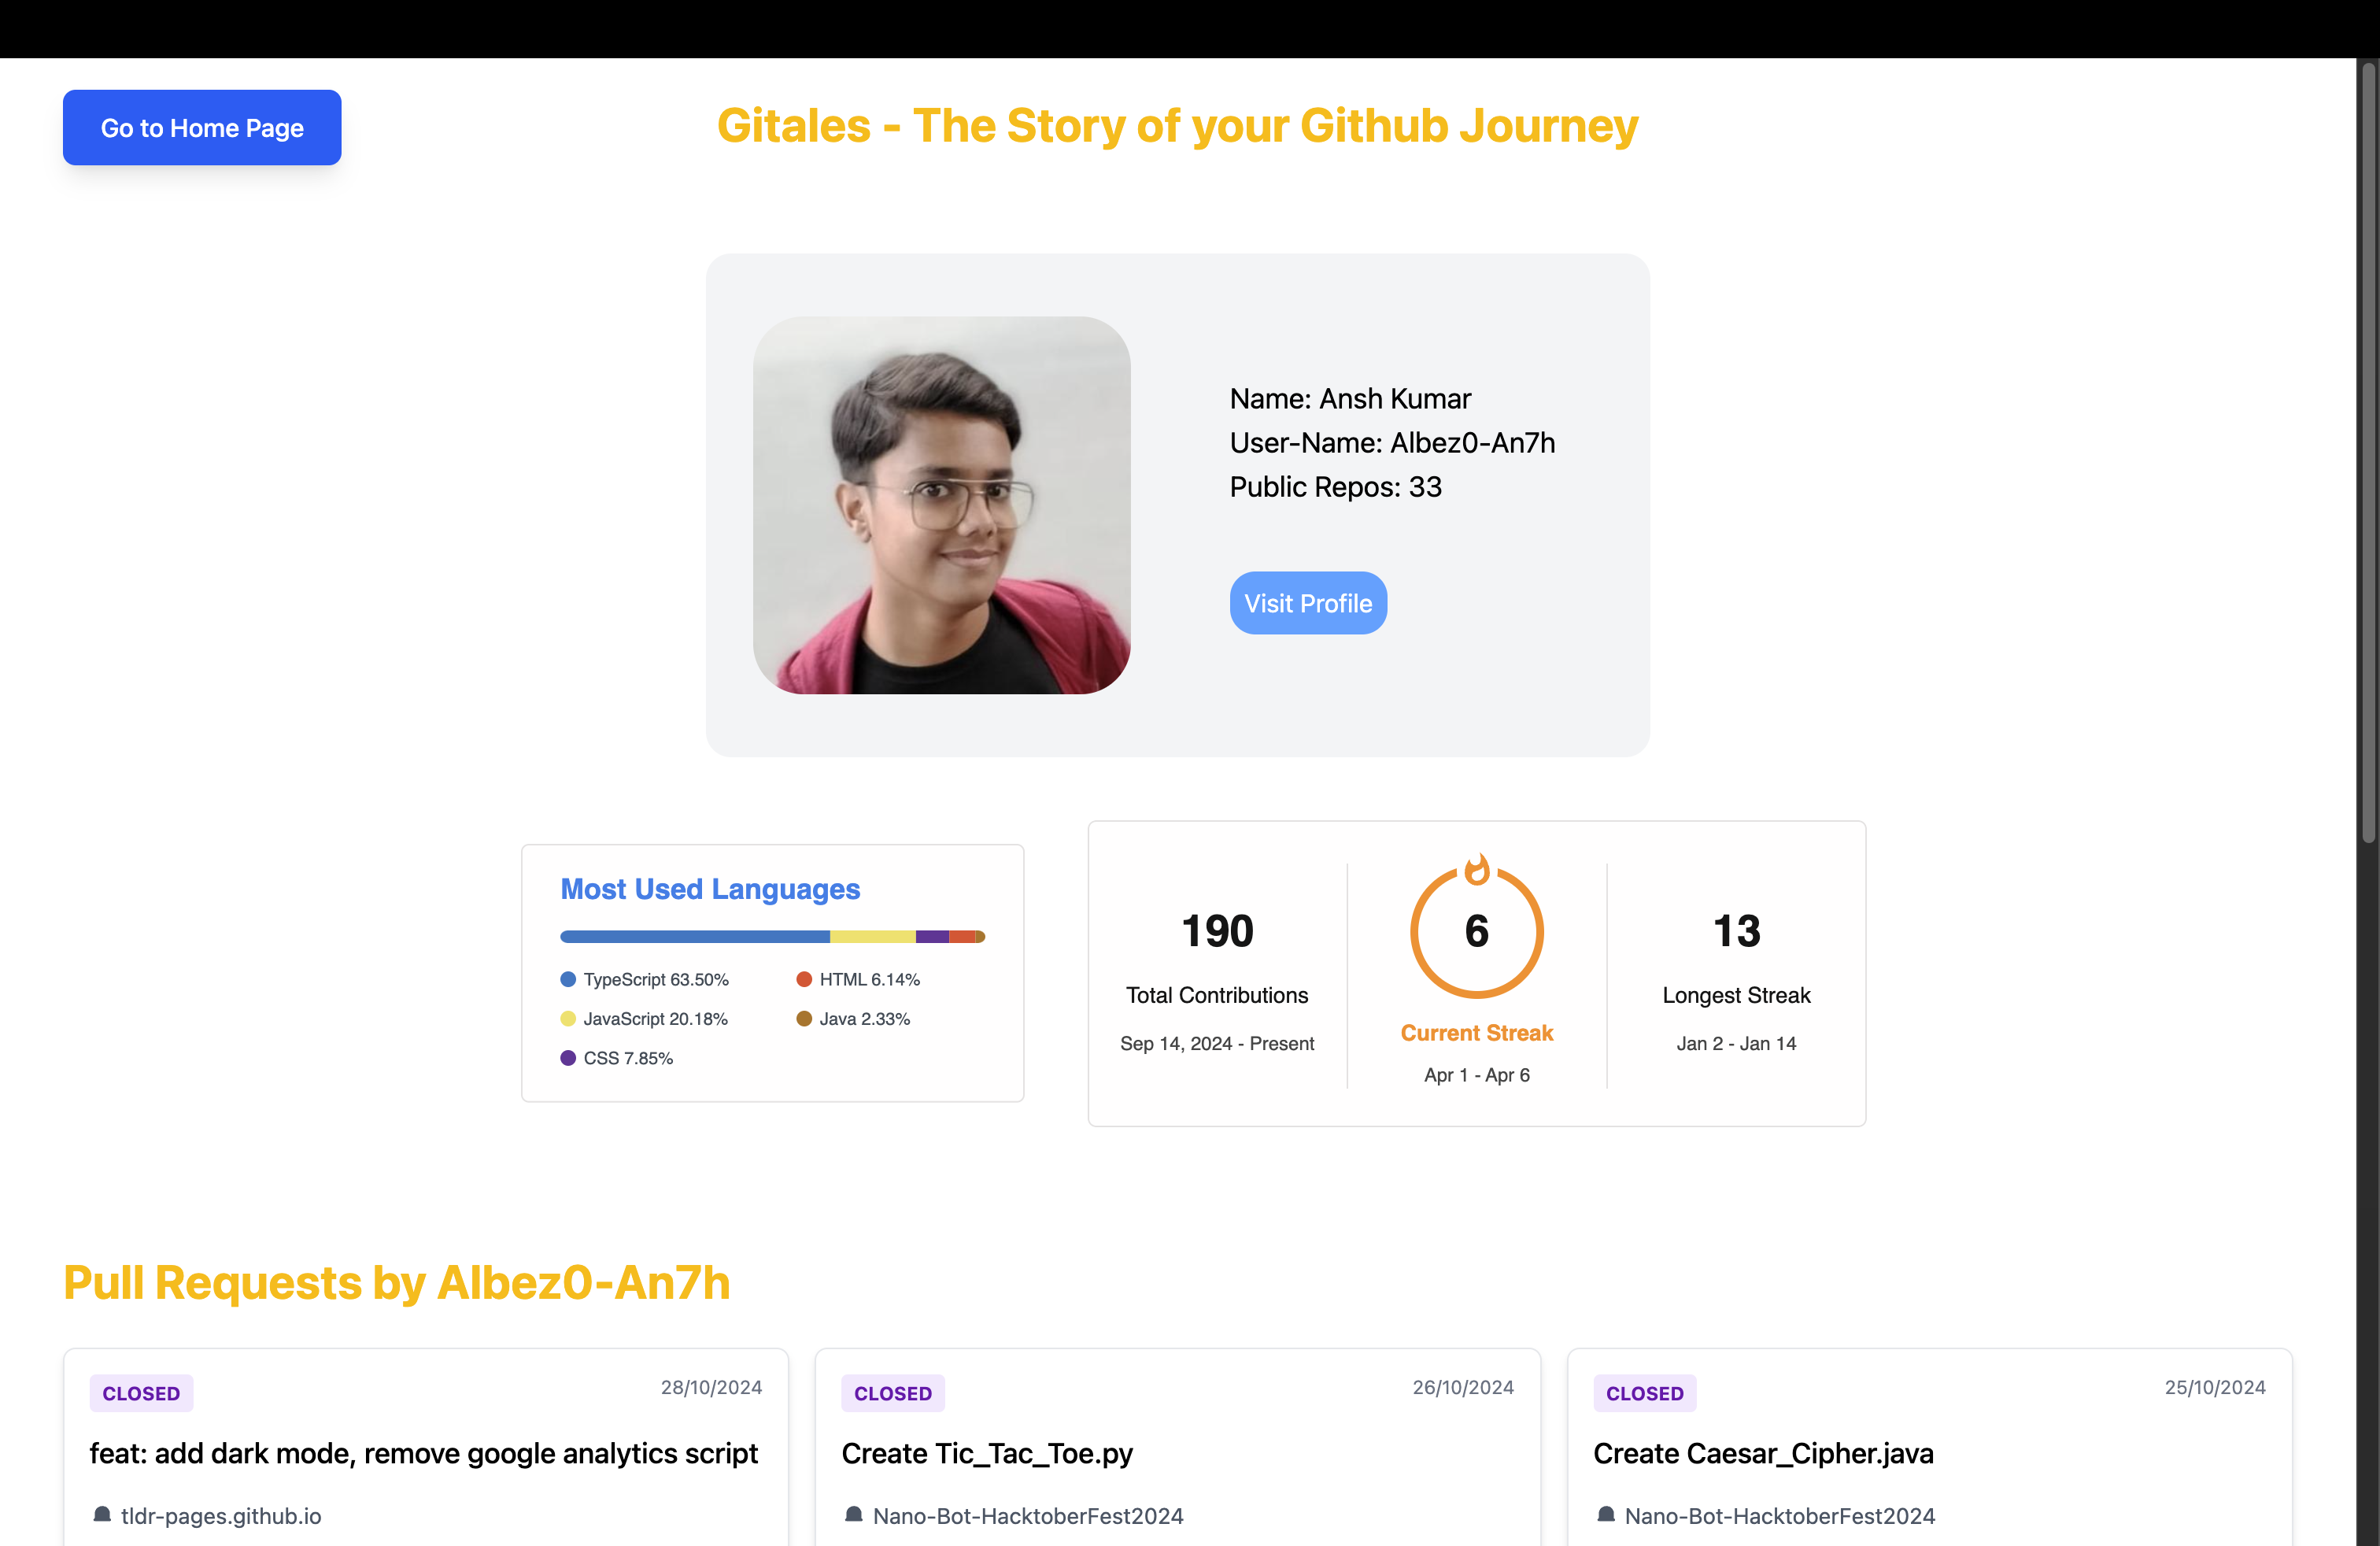 Go to Home Page
Gitales - The Story of your Github Journey
Name: Ansh Kumar
User-Name: Albez0-An7h
Public Repos: 33
Visit Profile
Most Used Languages
TypeScript 63.50%
HTML 6.14%
JavaScript 20.18%
Java 2.33%
CSS 7.85%
190
Total Contributions
Sep 14, 2024 - Present
6
Current Streak
Apr 1 - Apr 6
13
Longest Streak
Jan 2 - Jan 14
Pull Requests by Albez0-An7h
CLOSED
28/10/2024
feat: add dark mode, remove google analytics script
tldr-pages.github.io
CLOSED
26/10/2024
Create Tic_Tac_Toe.py
Nano-Bot-HacktoberFest2024
CLOSED
25/10/2024
Create Caesar_Cipher.java
Nano-Bot-HacktoberFest2024